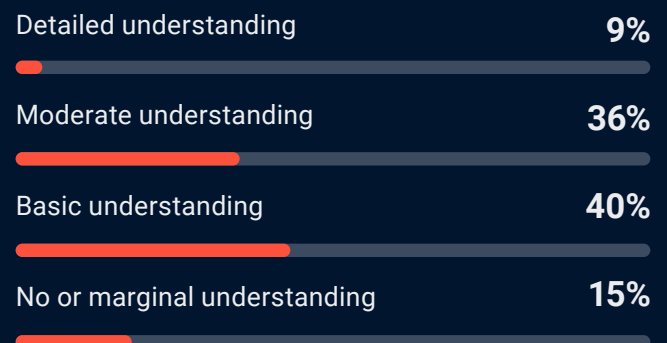 Detailed understanding 9%
Moderate understanding 36%
Basic understanding 40%
No or marginal understanding 15%